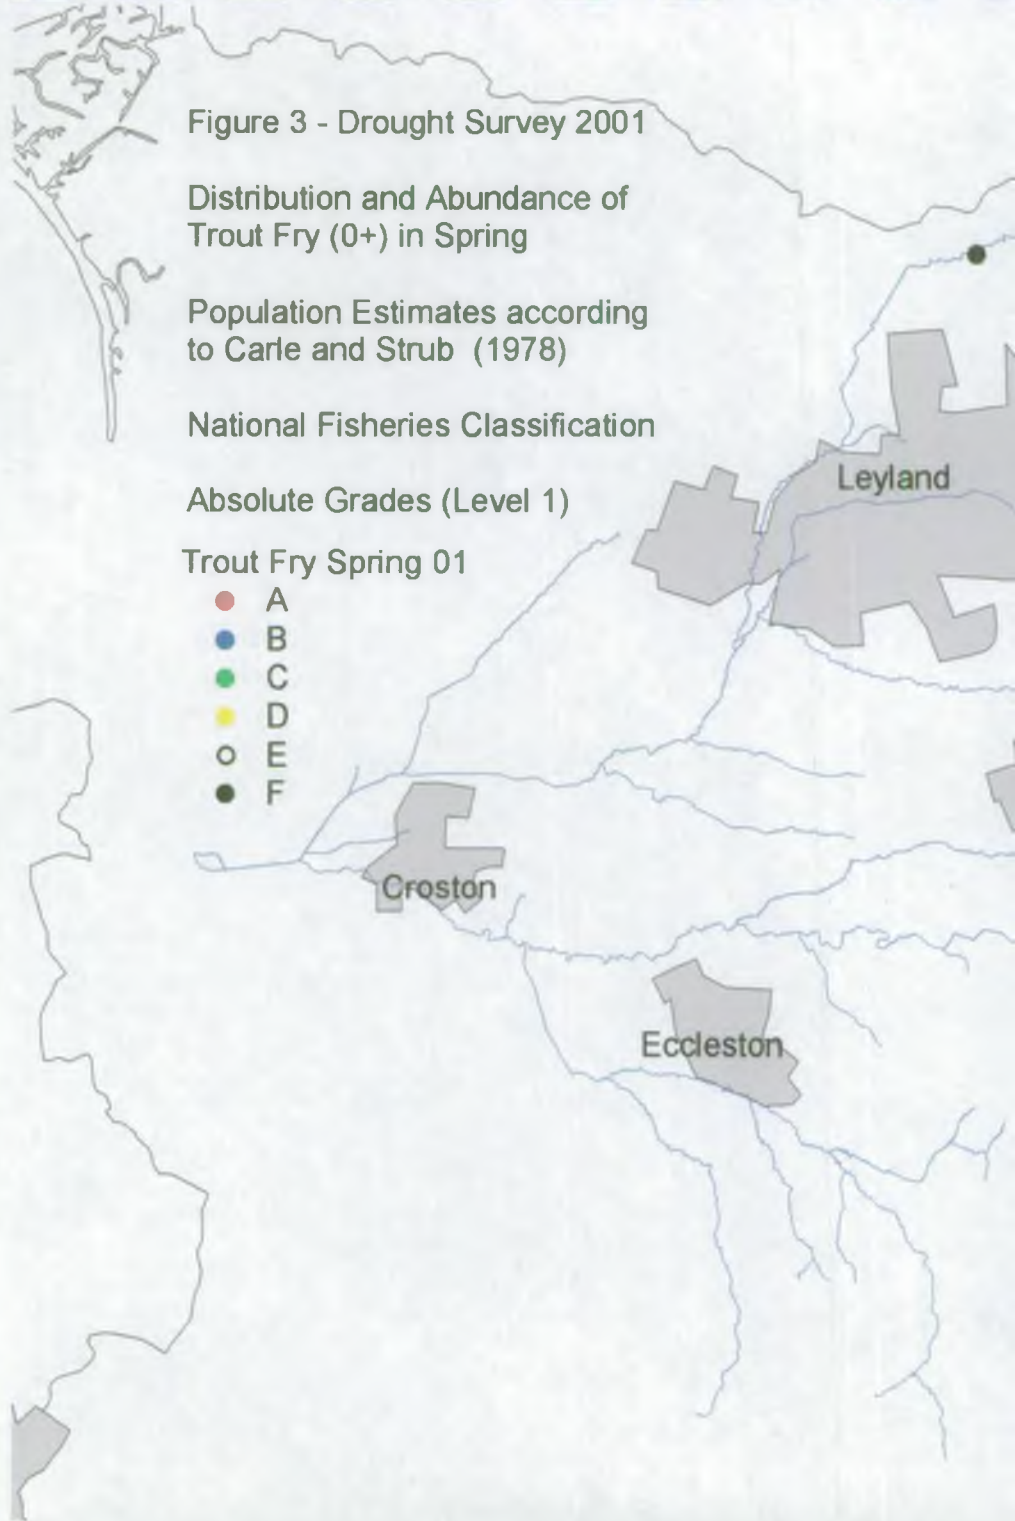 Figure 3 - Drought Survey 2001
Distribution and Abundance of
Trout Fry (0+) in Spring
Population Estimates according
to Carle and Strub (1978)
National Fisheries Classification
Absolute Grades (Level 1)
Trout Fry Spring 01
A
B
C
D
E
F
Leyland
Croston
Eccleston